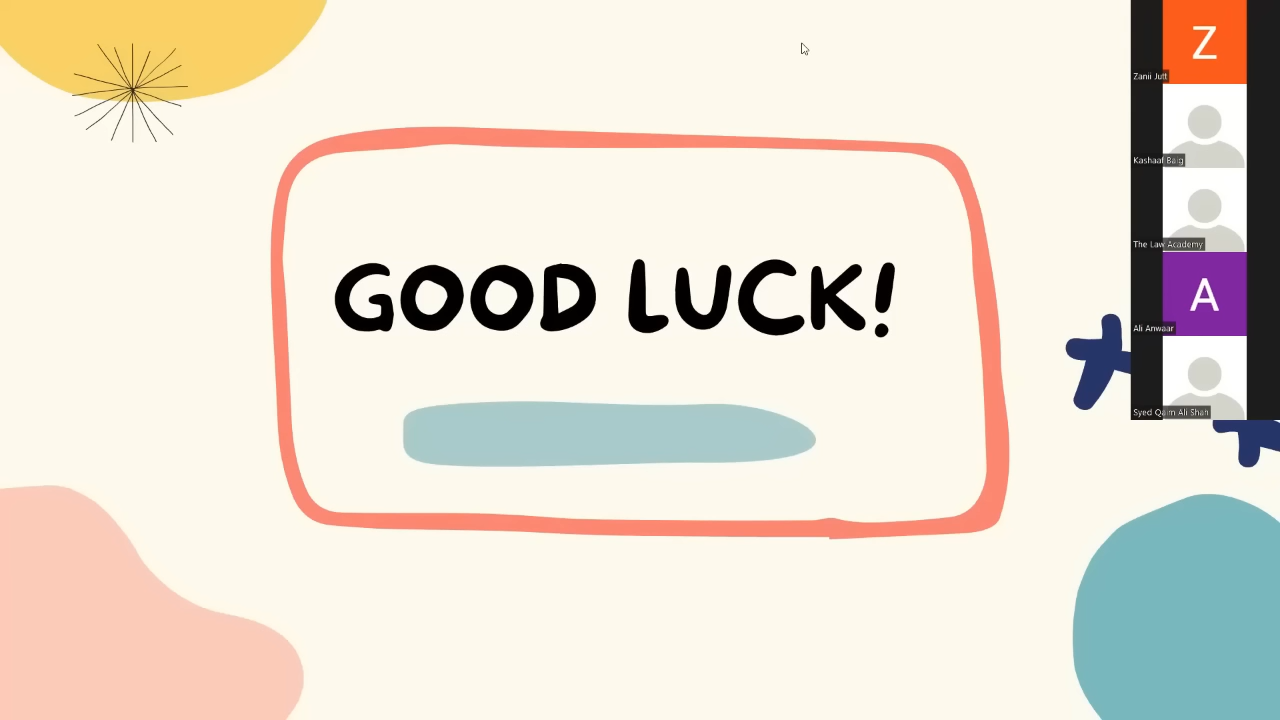 GOOD LUCK!
Z
Zanii Jutt
Kashaaf Baig
The Law Academy
A
Ali Anwaar
Syed Qaim Ali Shah